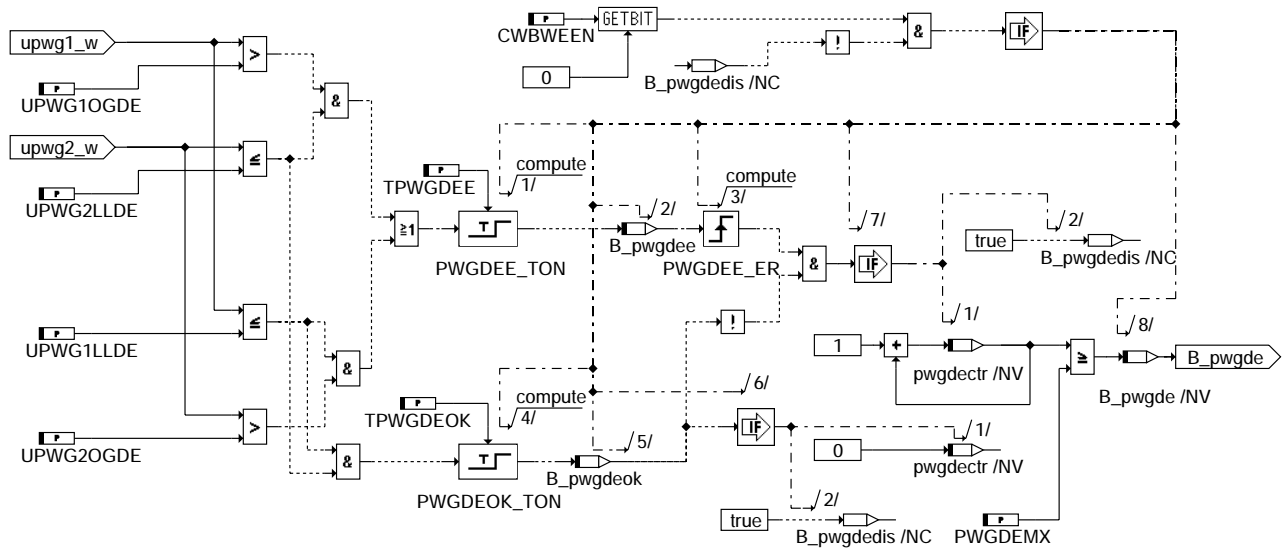 P
CWBWEEN
GETBIT
0
!
&
IF
B_pwgdedis /NC
upwg1_w
P
UPWG1OGDE
>
&
upwg2_w
P
UPWG2LLDE
≤
P
TPWGDEE
compute
1/
≥1
T
PWGDEE_TON
2/
B_pwgdee
compute
3/
PWGDEE_ER
7/
&
IF
true
2/
B_pwgdedis /NC
P
UPWG1LLDE
≤
&
!
1/
1
+
pwgdectr /NV
≥
8/
B_pwgde /NV
B_pwgde
P
UPWG2OGDE
>
&
P
TPWGDEOK
compute
4/
T
PWGDEOK_TON
5/
B_pwgdeok
6/
IF
1/
0
pwgdectr /NV
2/
true
B_pwgdedis /NC
P
PWGDEMX